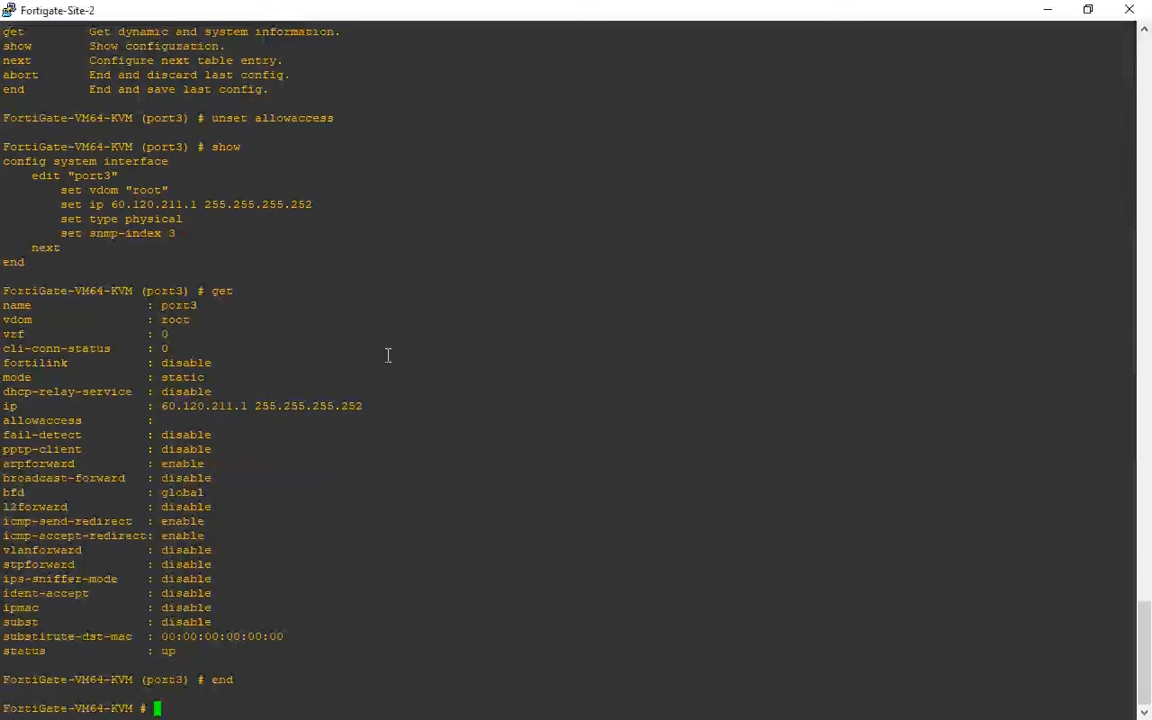 Fortigate-Site-2
get Get dynamic and system information.
show Show configuration.
next Configure next table entry.
abort End and discard last config.
end End and save last config.
FortiGate-VM64-KVM (port3) # unset allowaccess
FortiGate-VM64-KVM (port3) # show
config system interface
edit "port3"
set vdom "root"
set ip 60.120.211.1 255.255.255.252
set type physical
set snmp-index 3
next
end
FortiGate-VM64-KVM (port3) # get
name : port3
vdom : root
vrf : 0
cli-conn-status : 0
fortilink : disable
mode : static
dhcp-relay-service : disable
ip : 60.120.211.1 255.255.255.252
allowaccess :
fail-detect : disable
pptp-client : disable
arpforward : enable
broadcast-forward : disable
bfd : global
l2forward : disable
icmp-send-redirect : enable
icmp-accept-redirect: enable
vlanforward : disable
stpforward : disable
ips-sniffer-mode : disable
ident-accept : disable
ipmac : disable
subst : disable
substitute-dst-mac : 00:00:00:00:00:00
status : up
FortiGate-VM64-KVM (port3) # end
FortiGate-VM64-KVM #